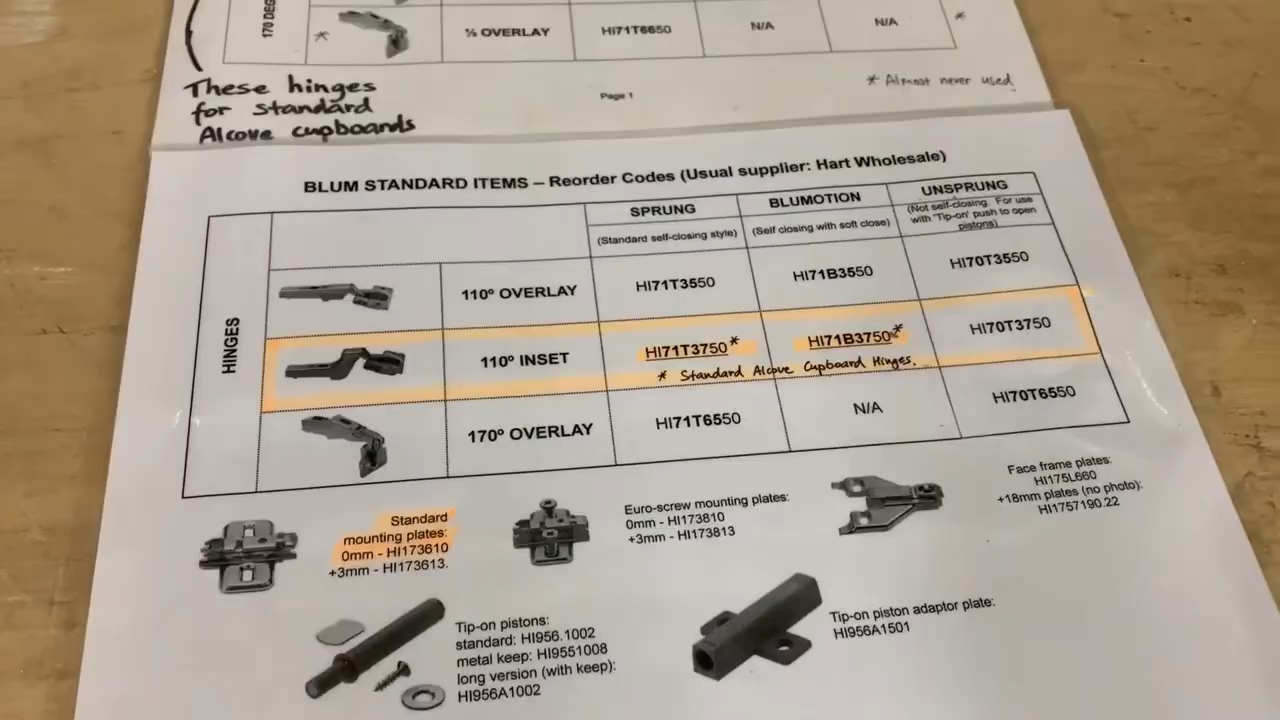 170 DEG
* ½ OVERLAY HI71T6650 N/A N/A *
These hinges
for standard
Alcove cupboards
* Almost never used
Page 1
BLUM STANDARD ITEMS – Reorder Codes (Usual supplier: Hart Wholesale)
HINGES
SPRUNG
(Standard self-closing style)
BLUMOTION
(Self closing with soft close)
UNSPRUNG
(Not self-closing. For use
with 'Tip-on' push to open
pistons)
110º OVERLAY HI71T3550 HI71B3550 HI70T3550
110º INSET HI71T3750* HI71B3750* HI70T3750
* Standard Alcove Cupboard Hinges.
170º OVERLAY HI71T6550 N/A HI70T6550
Standard
mounting plates:
0mm - HI173610
+3mm - HI173613.
Euro-screw mounting plates:
0mm - HI173810
+3mm - HI173813
Face frame plates:
HI175L660
+18mm plates (no photo):
HI1757190.22
Tip-on pistons:
standard: HI956.1002
metal keep: HI9551008
long version (with keep):
HI956A1002
Tip-on piston adaptor plate:
HI956A1501